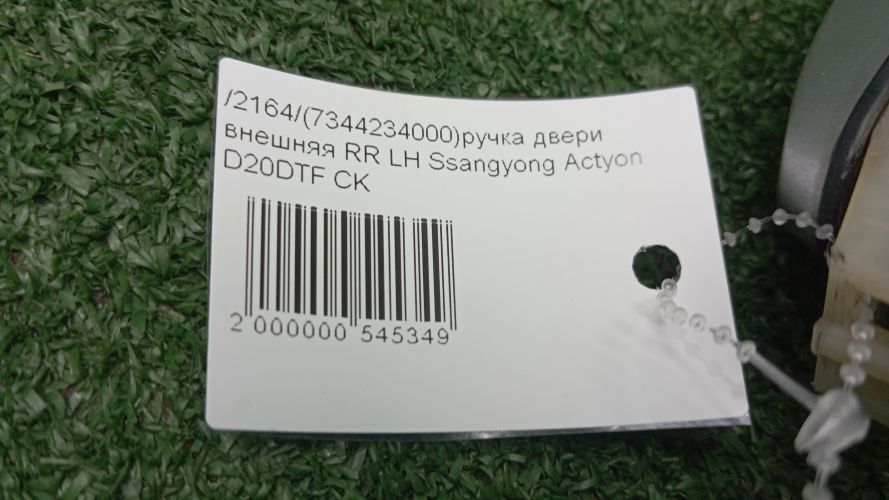 /2164/(7344234000)ручка двери
внешняя RR LH Ssangyong Actyon
D20DTF CK
2 000000 545349